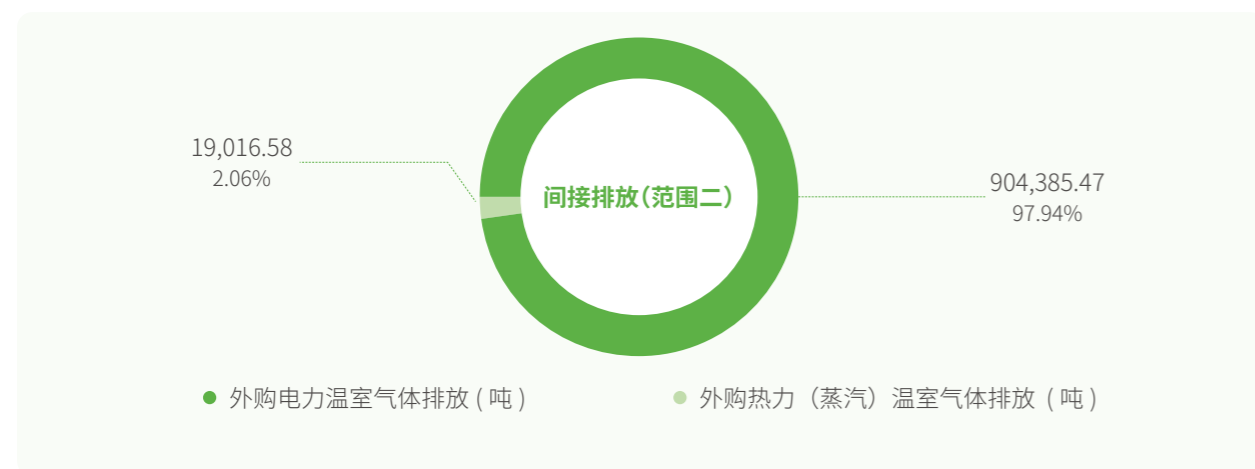 19,016.58
2.06%
间接排放（范围二）
904,385.47
97.94%
外购电力温室气体排放 ( 吨 )
外购热力（蒸汽）温室气体排放 ( 吨 )